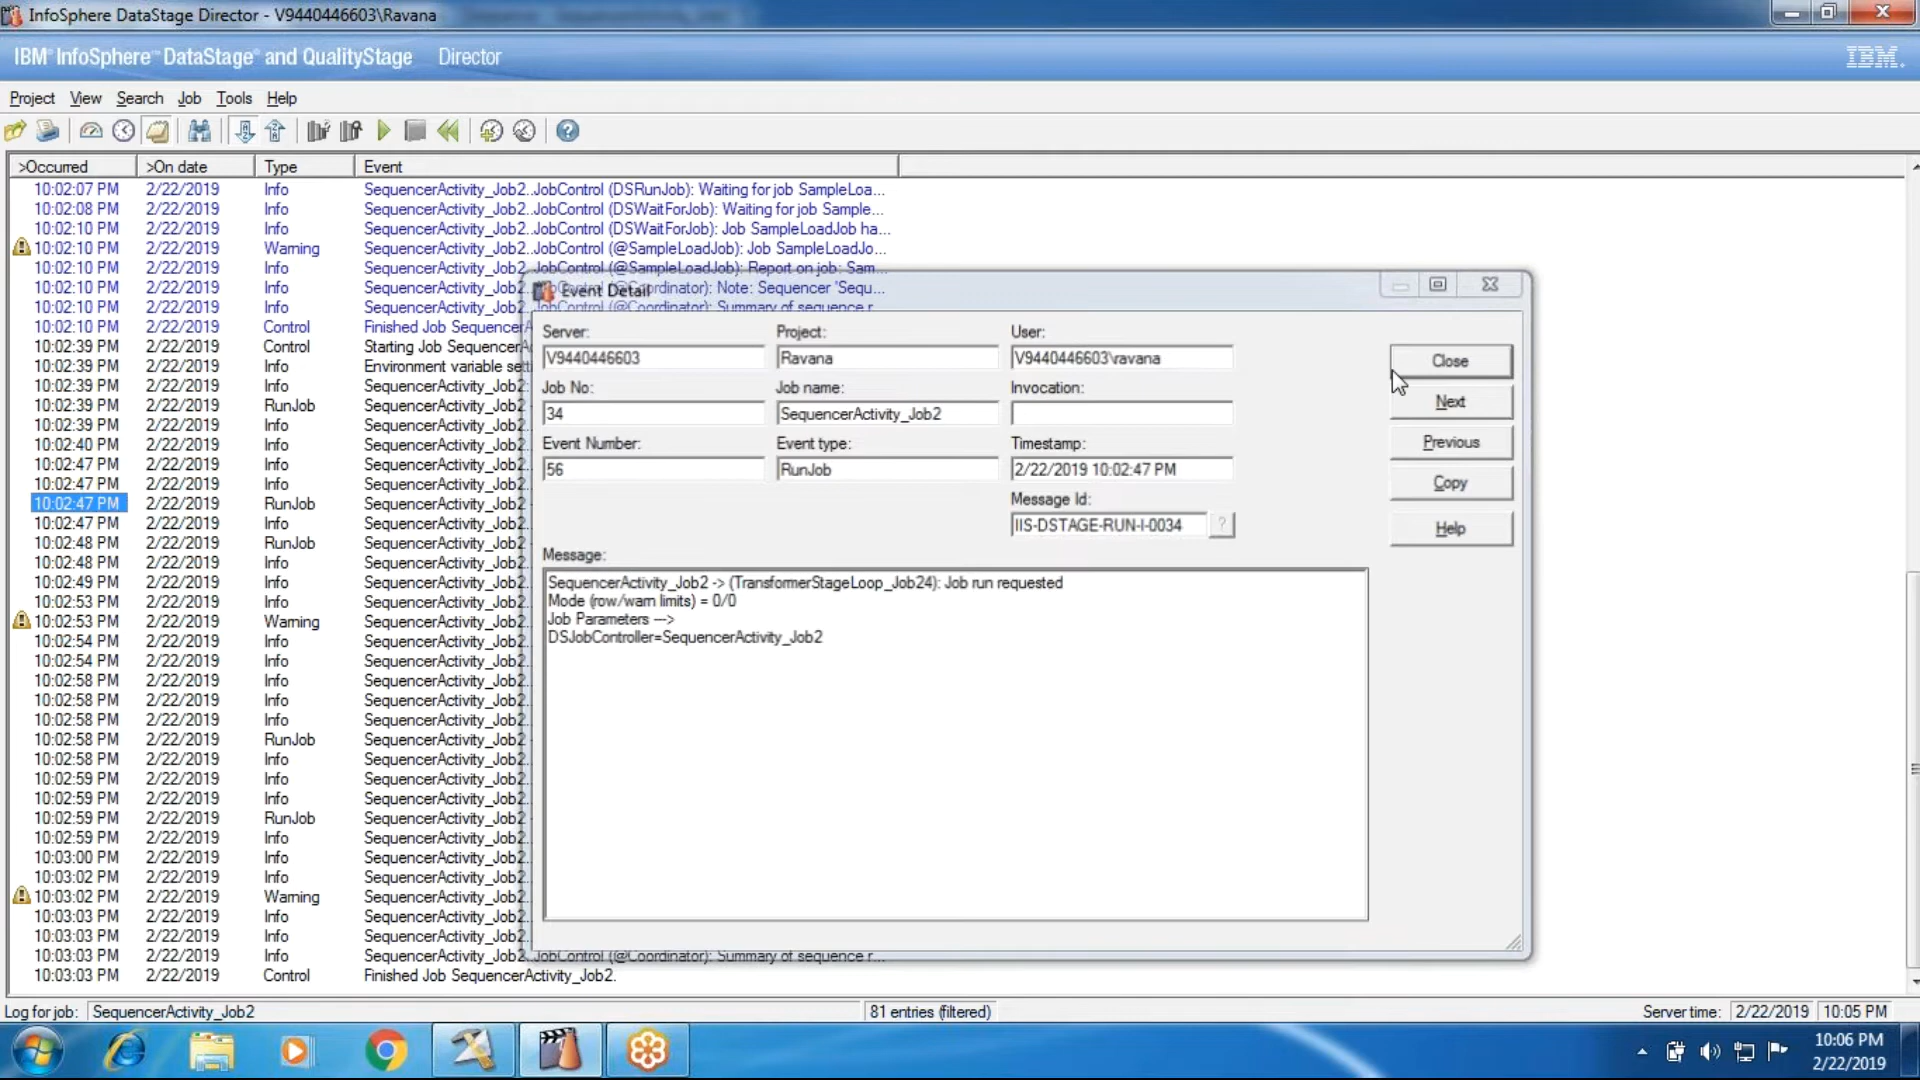 InfoSphere DataStage Director - V9440446603\Ravana
IBM InfoSphere DataStage and QualityStage Director
IBM.
Project View Search Job Tools Help
>Occurred >On date Type Event
10:02:07 PM 2/22/2019 Info SequencerActivity_Job2..JobControl (DSRunJob): Waiting for job SampleLoa...
10:02:08 PM 2/22/2019 Info SequencerActivity_Job2..JobControl (DSWaitForJob): Waiting for job Sample...
10:02:10 PM 2/22/2019 Info SequencerActivity_Job2..JobControl (DSWaitForJob): Job SampleLoadJob ha...
10:02:10 PM 2/22/2019 Warning SequencerActivity_Job2..JobControl (@SampleLoadJob): Job SampleLoadJo...
10:02:10 PM 2/22/2019 Info SequencerActivity_Job2..JobControl (@SampleLoadJob): Report on job: Sam...
10:02:10 PM 2/22/2019 Info SequencerActivity_Job2..JobControl (@Coordinator): Note: Sequencer 'Sequ...
10:02:10 PM 2/22/2019 Info SequencerActivity_Job2..JobControl (@Coordinator): Summary of sequence r...
10:02:10 PM 2/22/2019 Control Finished Job SequencerA
10:02:39 PM 2/22/2019 Control Starting Job SequencerA
10:02:39 PM 2/22/2019 Info Environment variable sett
10:02:39 PM 2/22/2019 Info SequencerActivity_Job2
10:02:39 PM 2/22/2019 RunJob SequencerActivity_Job2
10:02:39 PM 2/22/2019 Info SequencerActivity_Job2
10:02:40 PM 2/22/2019 Info SequencerActivity_Job2
10:02:47 PM 2/22/2019 Info SequencerActivity_Job2
10:02:47 PM 2/22/2019 Info SequencerActivity_Job2
10:02:47 PM 2/22/2019 RunJob SequencerActivity_Job2
10:02:47 PM 2/22/2019 Info SequencerActivity_Job2
10:02:48 PM 2/22/2019 RunJob SequencerActivity_Job2
10:02:48 PM 2/22/2019 Info SequencerActivity_Job2
10:02:49 PM 2/22/2019 Info SequencerActivity_Job2
10:02:53 PM 2/22/2019 Info SequencerActivity_Job2
10:02:53 PM 2/22/2019 Warning SequencerActivity_Job2
10:02:54 PM 2/22/2019 Info SequencerActivity_Job2
10:02:54 PM 2/22/2019 Info SequencerActivity_Job2
10:02:58 PM 2/22/2019 Info SequencerActivity_Job2
10:02:58 PM 2/22/2019 Info SequencerActivity_Job2
10:02:58 PM 2/22/2019 Info SequencerActivity_Job2
10:02:58 PM 2/22/2019 RunJob SequencerActivity_Job2
10:02:58 PM 2/22/2019 Info SequencerActivity_Job2
10:02:59 PM 2/22/2019 Info SequencerActivity_Job2
10:02:59 PM 2/22/2019 Info SequencerActivity_Job2
10:02:59 PM 2/22/2019 RunJob SequencerActivity_Job2
10:02:59 PM 2/22/2019 Info SequencerActivity_Job2
10:03:00 PM 2/22/2019 Info SequencerActivity_Job2
10:03:02 PM 2/22/2019 Info SequencerActivity_Job2
10:03:02 PM 2/22/2019 Warning SequencerActivity_Job2
10:03:03 PM 2/22/2019 Info SequencerActivity_Job2
10:03:03 PM 2/22/2019 Info SequencerActivity_Job2
10:03:03 PM 2/22/2019 Info SequencerActivity_Job2..JobControl (@Coordinator): Summary of sequence r...
10:03:03 PM 2/22/2019 Control Finished Job SequencerActivity_Job2.
Event Detail
Server: Project: User:
V9440446603 Ravana V9440446603\ravana
Job No: Job name: Invocation:
34 SequencerActivity_Job2
Event Number: Event type: Timestamp:
56 RunJob 2/22/2019 10:02:47 PM
Message Id:
IIS-DSTAGE-RUN-I-0034 ?
Message:
SequencerActivity_Job2 -> (TransformerStageLoop_Job24): Job run requested
Mode (row/warn limits) = 0/0
Job Parameters -->
DSJobController=SequencerActivity_Job2
Close
Next
Previous
Copy
Help
Log for job: SequencerActivity_Job2 81 entries (filtered) Server time: 2/22/2019 10:05 PM
10:06 PM
2/22/2019